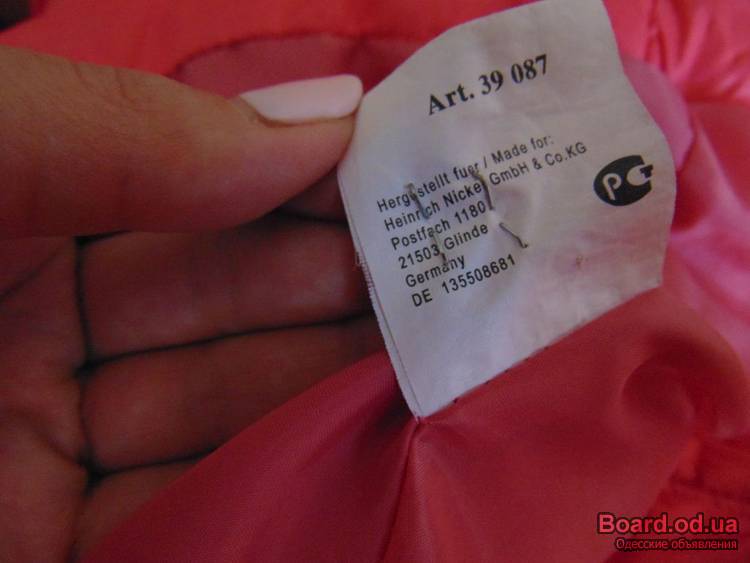 Art. 39 087
Hergestellt fuer / Made for:
Heinrich Nickel GmbH & Co.KG
Postfach 1180
21503 Glinde
Germany
DE 135508681
Board.od.ua
Одесские объявления